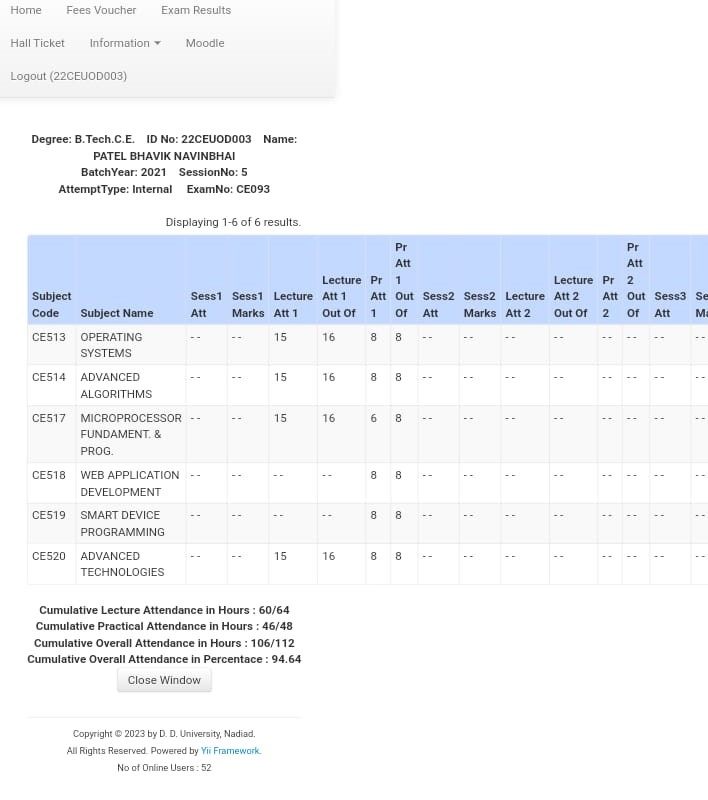 Home Fees Voucher Exam Results
Hall Ticket Information Moodle
Logout (22CEUOD003)
Degree: B.Tech.C.E. ID No: 22CEUOD003 Name:
PATEL BHAVIK NAVINBHAI
BatchYear: 2021 SessionNo: 5
AttemptType: Internal ExamNo: CE093
Displaying 1-6 of 6 results.
Subject Code Subject Name Sess1 Att Sess1 Marks Lecture Att 1 Lecture Att 1 Out Of Pr Att 1 Pr Att 1 Out Of Sess2 Att Sess2 Marks Lecture Att 2 Lecture Att 2 Out Of Pr Att 2 Pr Att 2 Out Of Sess3 Att Se Ma
CE513 OPERATING SYSTEMS - - - - 15 16 8 8 - - - - - - - - - - - - - - - -
CE514 ADVANCED ALGORITHMS - - - - 15 16 8 8 - - - - - - - - - - - - - - - -
CE517 MICROPROCESSOR FUNDAMENT. & PROG. - - - - 15 16 6 8 - - - - - - - - - - - - - - - -
CE518 WEB APPLICATION DEVELOPMENT - - - - - - - - 8 8 - - - - - - - - - - - - - - - -
CE519 SMART DEVICE PROGRAMMING - - - - - - - - 8 8 - - - - - - - - - - - - - - - -
CE520 ADVANCED TECHNOLOGIES - - - - 15 16 8 8 - - - - - - - - - - - - - - - -
Cumulative Lecture Attendance in Hours : 60/64
Cumulative Practical Attendance in Hours : 46/48
Cumulative Overall Attendance in Hours : 106/112
Cumulative Overall Attendance in Percentace : 94.64
Close Window
Copyright © 2023 by D. D. University, Nadiad.
All Rights Reserved. Powered by Yii Framework.
No of Online Users : 52